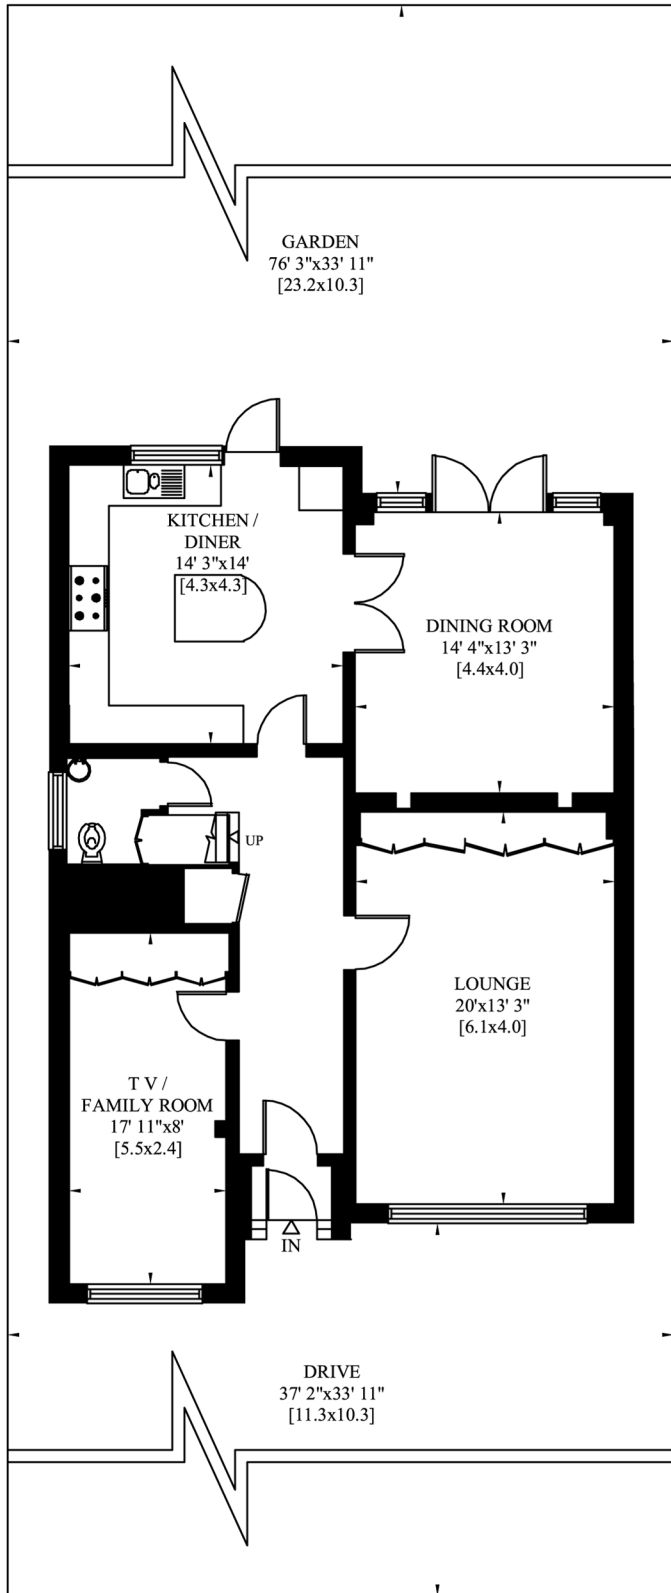 GARDEN
76' 3"x33' 11"
[23.2x10.3]
KITCHEN /
DINER
14' 3"x14'
[4.3x4.3]
DINING ROOM
14' 4"x13' 3"
[4.4x4.0]
UP
LOUNGE
20'x13' 3"
[6.1x4.0]
T V /
FAMILY ROOM
17' 11"x8'
[5.5x2.4]
IN
DRIVE
37' 2"x33' 11"
[11.3x10.3]